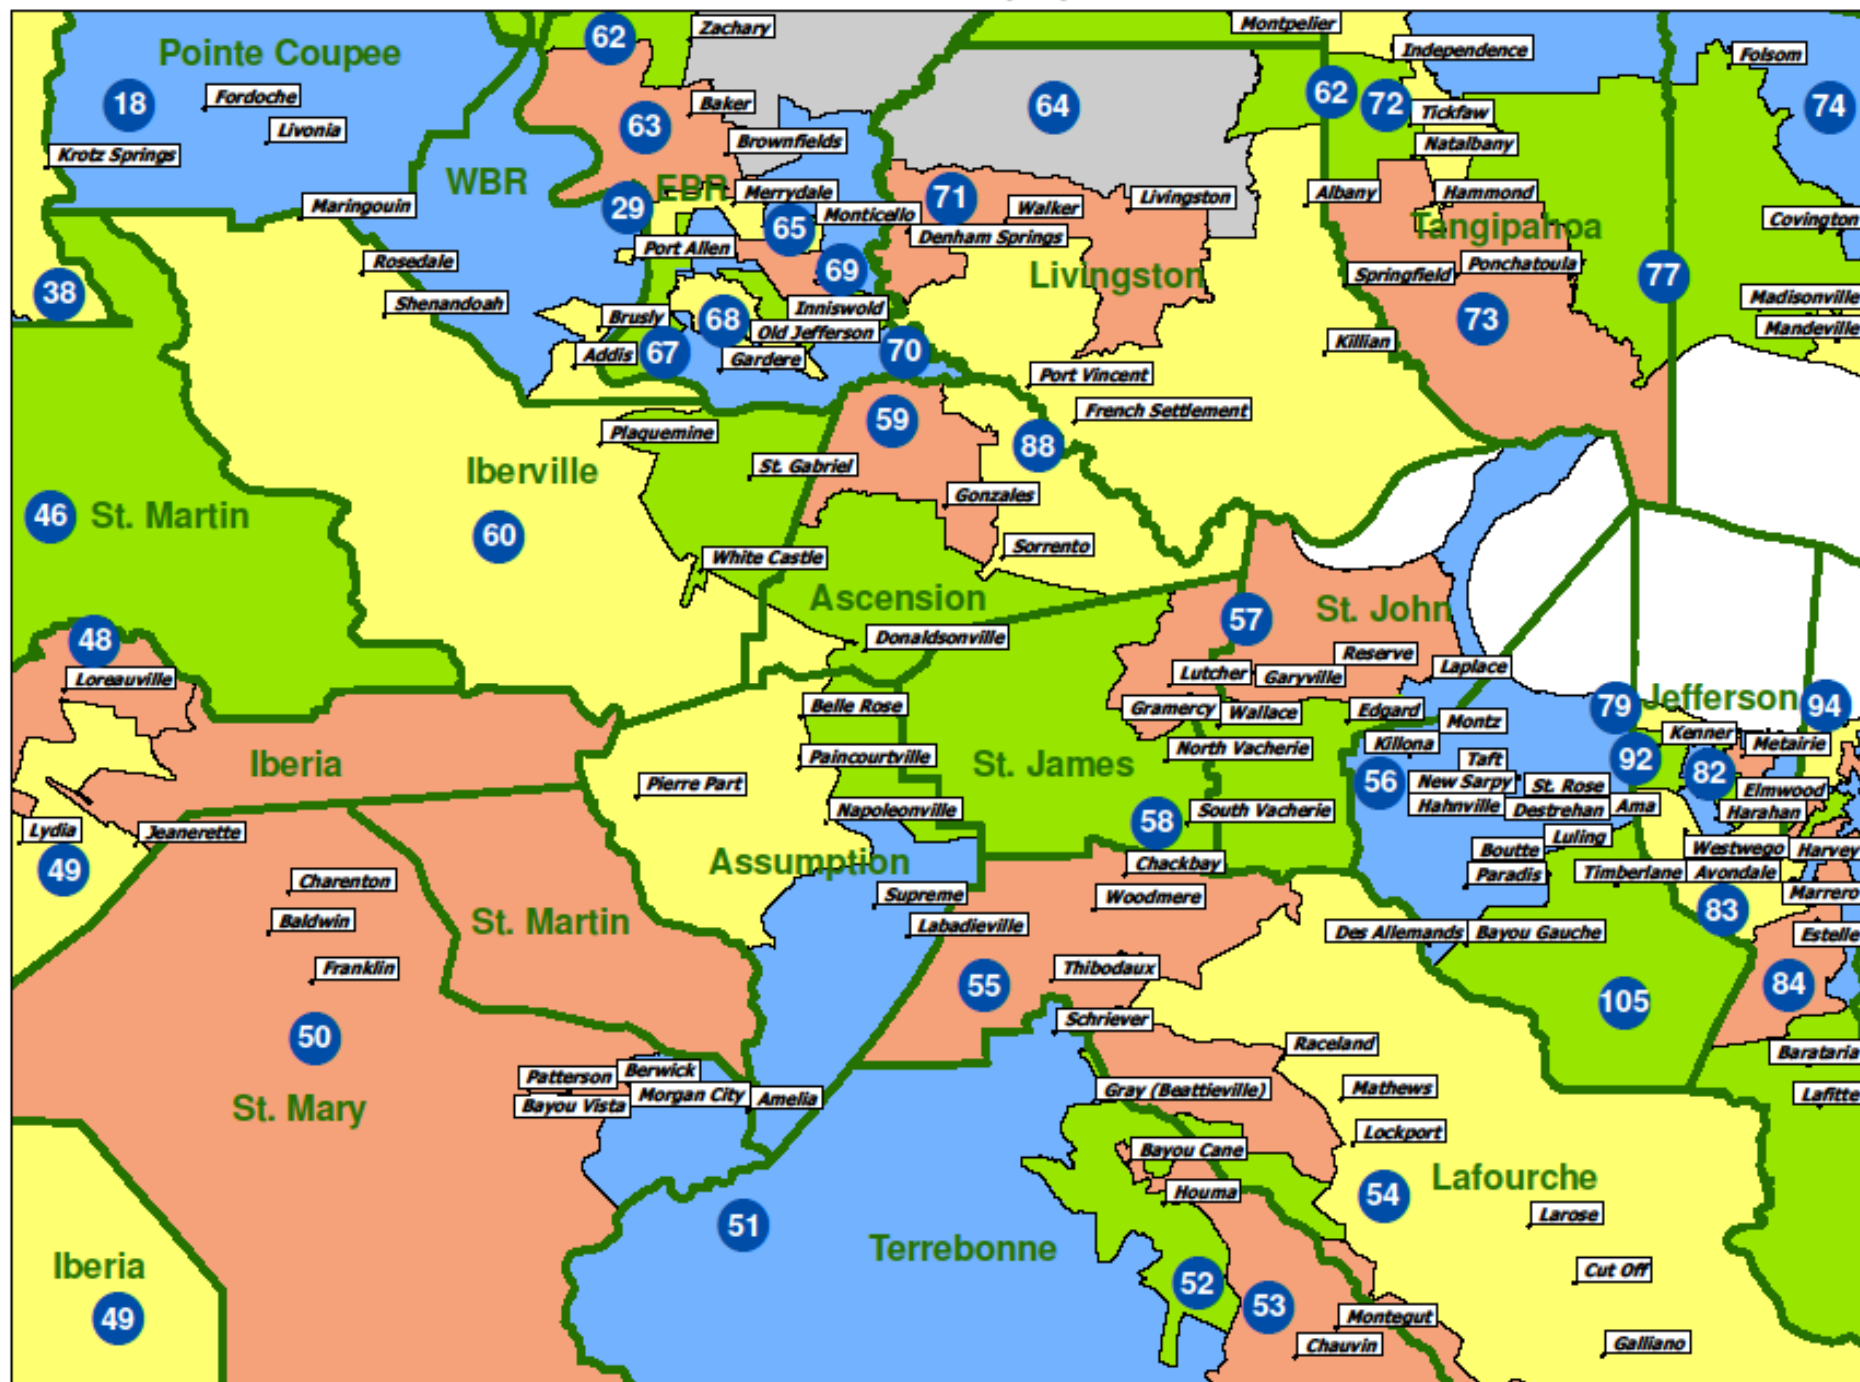 Zachary
Montpelier
62
Pointe Coupee
Independence
Folsom
18
Fordoche
Baker
64
62
72
Tickfaw
74
Livonia
63
Brownfields
Natalbany
Krotz Springs
WBR
EBR
Merrydale
71
Livingston
Albany
Hammond
Maringouin
29
65
Monticello
Walker
Tangipahoa
Covington
Port Allen
Denham Springs
Rosedale
69
Livingston
Springfield
Ponchatoula
77
38
Shenandoah
Inniswold
Madisonville
Brusly
68
Old Jefferson
73
Mandeville
Addis
67
Gardere
70
Killian
Port Vincent
59
French Settlement
Plaquemine
88
Iberville
St. Gabriel
Gonzales
46
St. Martin
60
Sorrento
White Castle
Ascension
57
St. John
48
Donaldsonville
Reserve
Laplace
Loreauville
Lutcher
Garyville
Belle Rose
Gramercy
Wallace
Edgard
Montz
79
Jefferson
94
Kenner
Metairie
Iberia
Paincourtville
St. James
North Vacherie
Killona
Taft
92
82
Pierre Part
56
New Sarpy
St. Rose
Elmwood
Napoleonville
58
South Vacherie
Hahnville
Destrehan
Ama
Harahan
Lydia
Jeanerette
Luling
49
Assumption
Chackbay
Boutte
Westwego
Harvey
Charenton
Supreme
Woodmere
Paradis
Timberlane
Avondale
Marrero
Baldwin
St. Martin
Labadieville
Des Allemands
Bayou Gauche
83
Estelle
Franklin
55
Thibodaux
105
84
50
Schriever
Raceland
Barataria
Patterson
Berwick
Gray (Beattieville)
Mathews
Lafitte
St. Mary
Bayou Vista
Morgan City
Amelia
Lockport
Bayou Cane
Houma
54
Lafourche
51
Larose
Iberia
Terrebonne
52
Cut Off
49
53
Montegut
Chauvin
Galliano